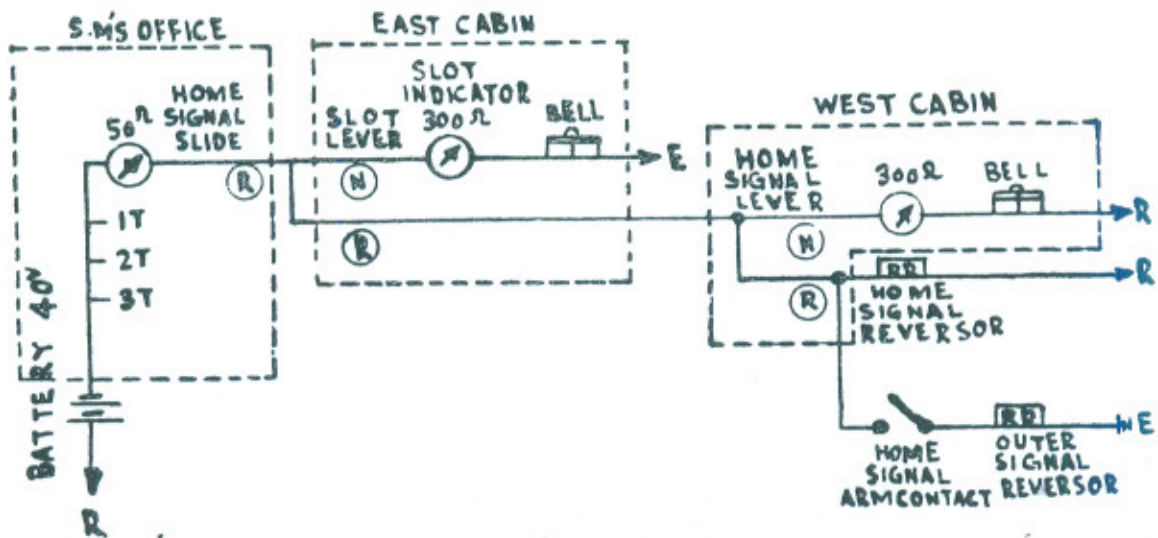 S.M'S OFFICE
50Ω
HOME
SIGNAL
SLIDE
R
1T
2T
3T
BATTERY 40V
R
EAST CABIN
SLOT
LEVER
SLOT
INDICATOR
300Ω
BELL
E
N
R
WEST CABIN
HOME
SIGNAL
LEVER
300Ω
BELL
R
N
R
RR
R
HOME
SIGNAL
REVERSOR
HOME
SIGNAL
ARMCONTACT
RR
E
OUTER
SIGNAL
REVERSOR